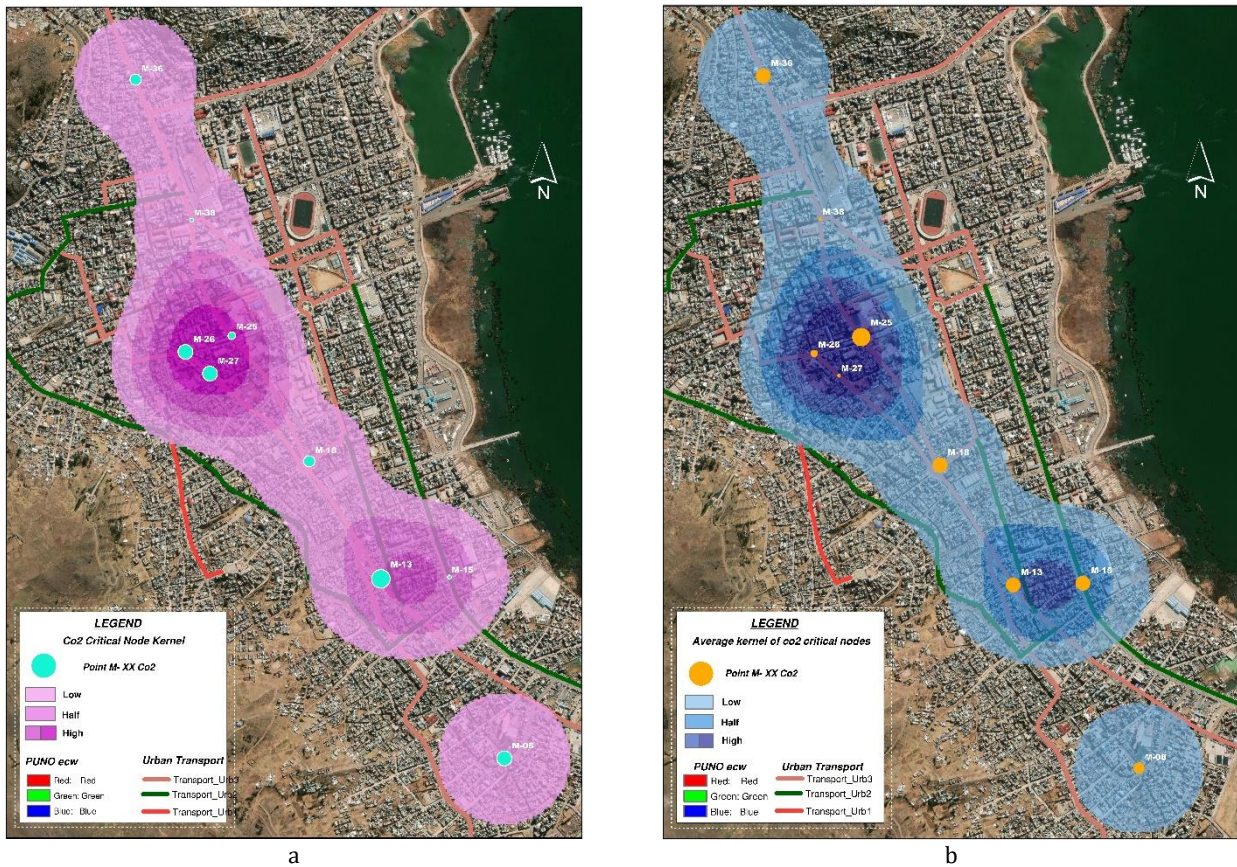 M-36
N
M-38
M-25
M-26
M-27
M-18
M-13
M-15
M-08
LEGEND
Co2 Critical Node Kernel
Point M- XX Co2
Low
Half
High
PUNO ecw
Red: Red
Green: Green
Blue: Blue
Urban Transport
Transport_Urb3
Transport_Urb2
Transport_Urb1
a
M-36
N
M-38
M-25
M-26
M-27
M-18
M-13
M-15
M-08
LEGEND
Average kernel of co2 critical nodes
Point M- XX Co2
Low
Half
High
PUNO ecw
Red: Red
Green: Green
Blue: Blue
Urban Transport
Transport_Urb3
Transport_Urb2
Transport_Urb1
b